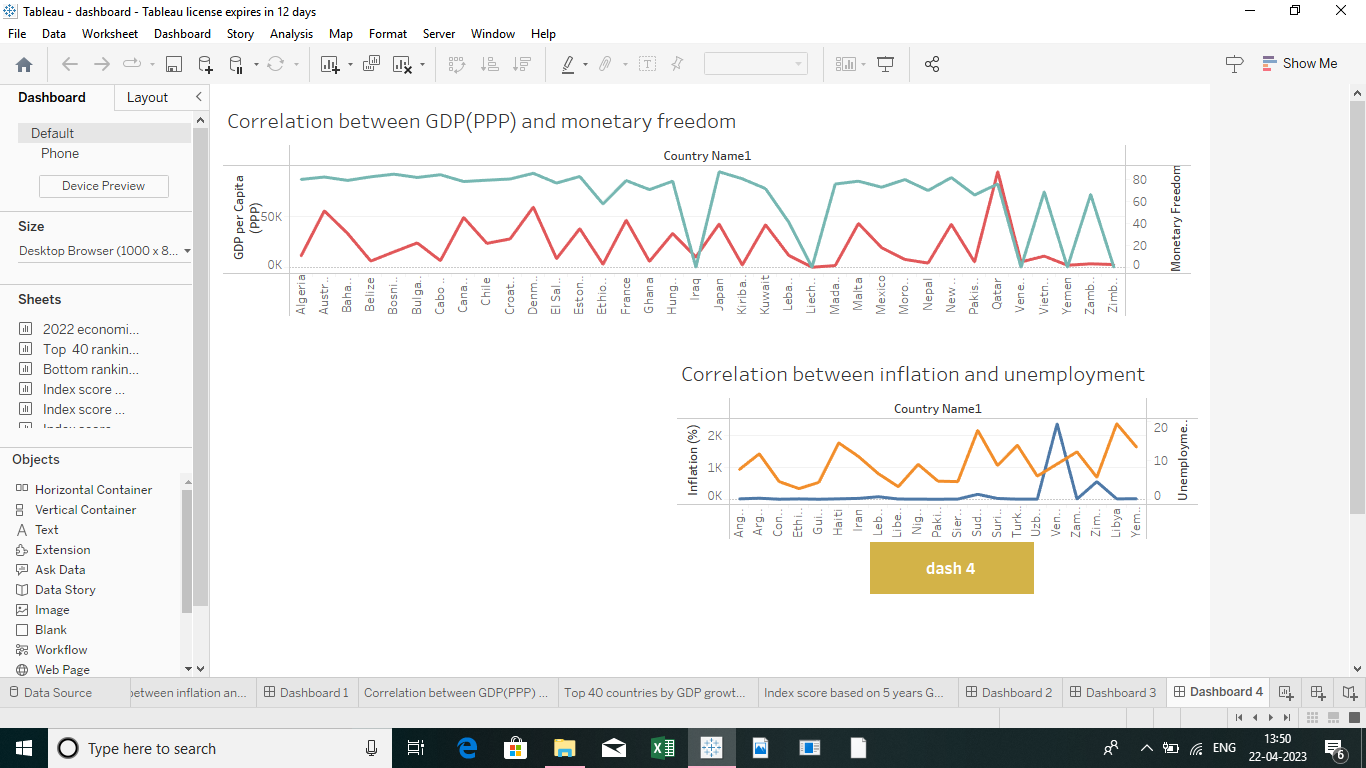 Tableau - dashboard - Tableau license expires in 12 days
File Data Worksheet Dashboard Story Analysis Map Format Server Window Help
Show Me
Dashboard Layout
Default
Phone
Device Preview
Size
Desktop Browser (1000 x 8...
Sheets
2022 economi...
Top 40 rankin...
Bottom rankin...
Index score ...
Index score ...
Objects
Horizontal Container
Vertical Container
Text
Extension
Ask Data
Data Story
Image
Blank
Workflow
Web Page
Correlation between GDP(PPP) and monetary freedom
Country Name1
GDP per Capita
(PPP)
50K
0K
80
60
40
20
0
Monetary Freedom
Algeria
Austr..
Baha..
Belize
Bosni..
Bulga..
Cabo ..
Cana..
Chile
Croat..
Denm..
El Sal..
Eston..
Ethio..
France
Ghana
Hung..
Iraq
Japan
Kiriba..
Kuwait
Leba..
Liech..
Mada..
Malta
Mexico
Moro..
Nepal
New ..
Pakis..
Qatar
Vene..
Vietn..
Yemen
Zamb..
Zimb..
Correlation between inflation and unemployment
Country Name1
Inflation (%)
2K
1K
0K
20
10
0
Unemployme..
Ang..
Arg..
Con..
Ethi..
Gui..
Haiti
Iran
Leb..
Libe..
Nig..
Paki..
Sier..
Sud..
Suri..
Turk..
Uzb..
Ven..
Zam..
Zim..
Libya
Yem..
dash 4
Data Source between inflation an... Dashboard 1 Correlation between GDP(PPP) ... Top 40 countries by GDP growt... Index score based on 5 years G... Dashboard 2 Dashboard 3 Dashboard 4
Type here to search
ENG
13:50
22-04-2023
6